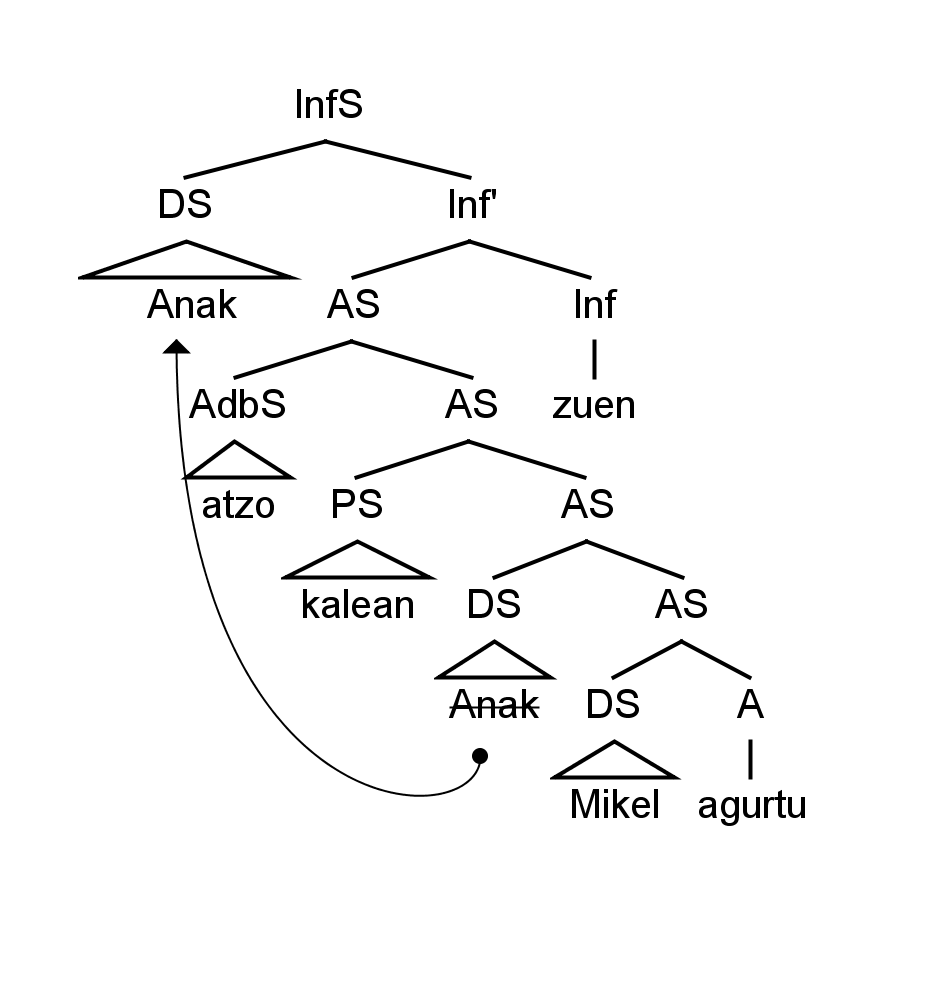 InfS
DS Inf'
Anak AS Inf
AdbS AS zuen
atzo PS AS
kalean DS AS
Anak DS A
Mikel agurtu